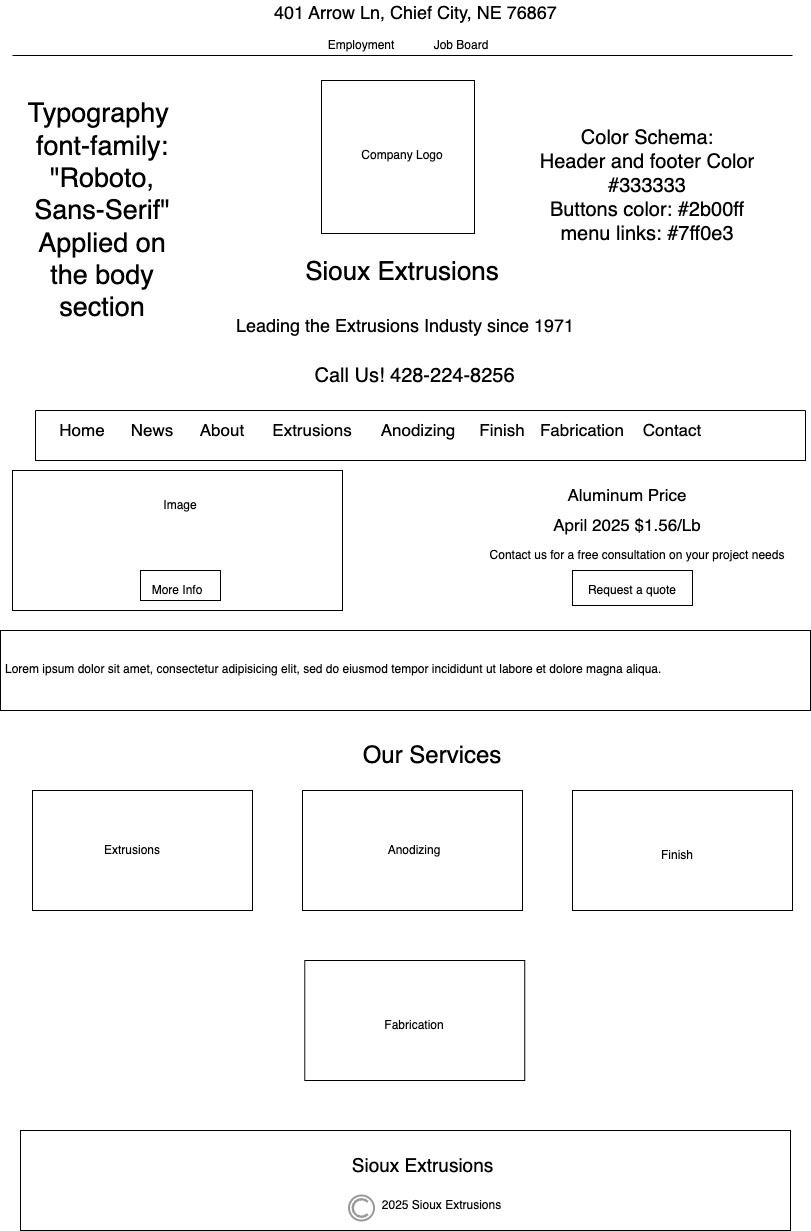 401 Arrow Ln, Chief City, NE 76867
Employment Job Board
Typography
font-family:
"Roboto,
Sans-Serif"
Applied on
the body
section
Company Logo
Color Schema:
Header and footer Color
#333333
Buttons color: #2b00ff
menu links: #7ff0e3
Sioux Extrusions
Leading the Extrusions Industy since 1971
Call Us! 428-224-8256
Home News About Extrusions Anodizing Finish Fabrication Contact
Image
More Info
Aluminum Price
April 2025 $1.56/Lb
Contact us for a free consultation on your project needs
Request a quote
Lorem ipsum dolor sit amet, consectetur adipisicing elit, sed do eiusmod tempor incididunt ut labore et dolore magna aliqua.
Our Services
Extrusions
Anodizing
Finish
Fabrication
Sioux Extrusions
© 2025 Sioux Extrusions